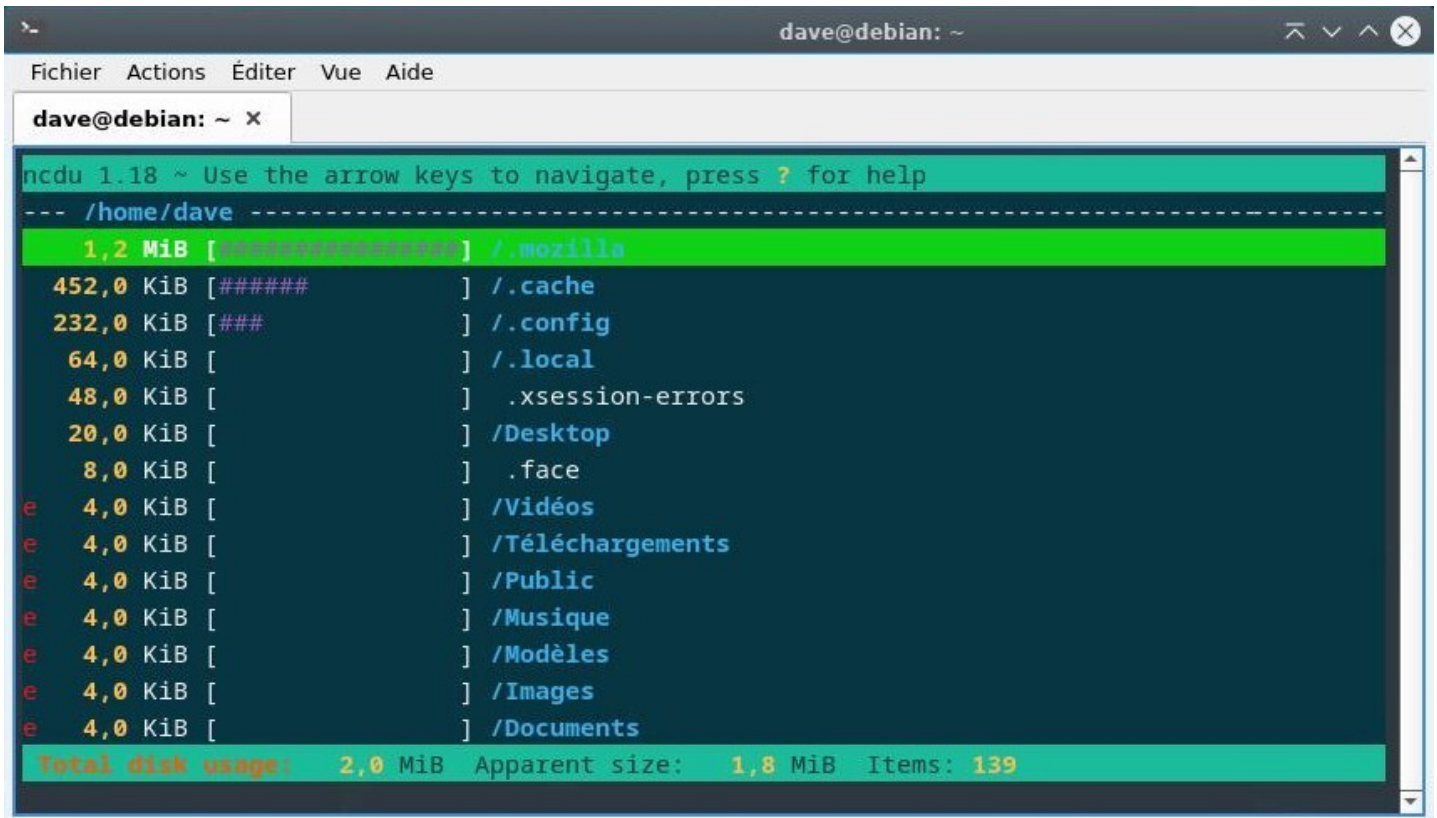 dave@debian: ~
Fichier Actions Éditer Vue Aide
dave@debian: ~ ×
ncdu 1.18 ~ Use the arrow keys to navigate, press ? for help
--- /home/dave ---------------------------------------------------------------------------
1,2 MiB [################] /.mozilla
452,0 KiB [######          ] /.cache
232,0 KiB [###             ] /.config
64,0 KiB [                ] /.local
48,0 KiB [                ]  .xsession-errors
20,0 KiB [                ] /Desktop
8,0 KiB [                ]  .face
e 4,0 KiB [                ] /Vidéos
e 4,0 KiB [                ] /Téléchargements
e 4,0 KiB [                ] /Public
e 4,0 KiB [                ] /Musique
e 4,0 KiB [                ] /Modèles
e 4,0 KiB [                ] /Images
e 4,0 KiB [                ] /Documents
Total disk usage: 2,0 MiB Apparent size: 1,8 MiB Items: 139